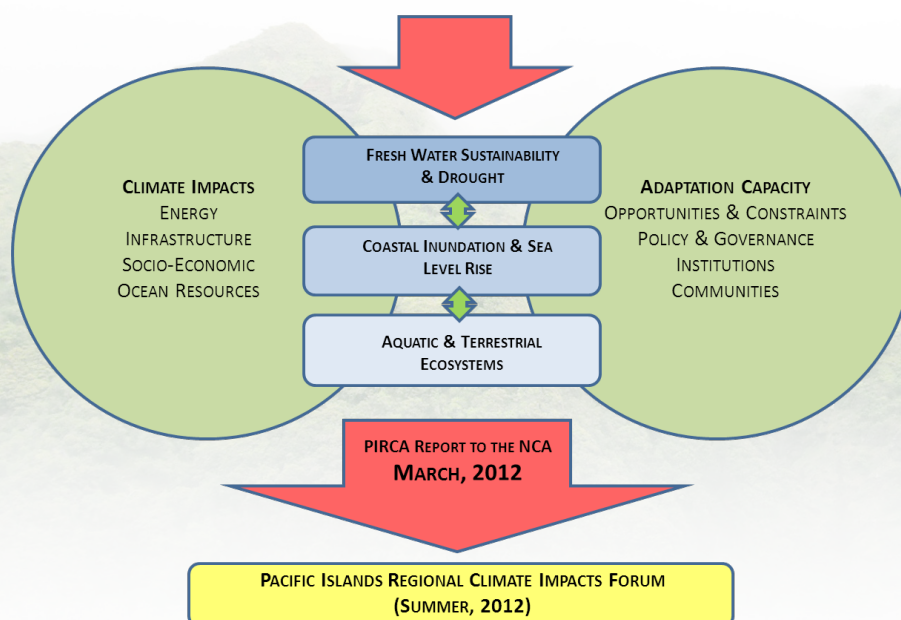 Fresh Water Sustainability
& Drought
Climate Impacts
Energy
Infrastructure
Socio-Economic
Ocean Resources
Adaptation Capacity
Opportunities & Constraints
Policy & Governance
Institutions
Communities
Coastal Inundation & Sea
Level Rise
Aquatic & Terrestrial
Ecosystems
PIRCA Report to the NCA
March, 2012
Pacific Islands Regional Climate Impacts Forum
(Summer, 2012)